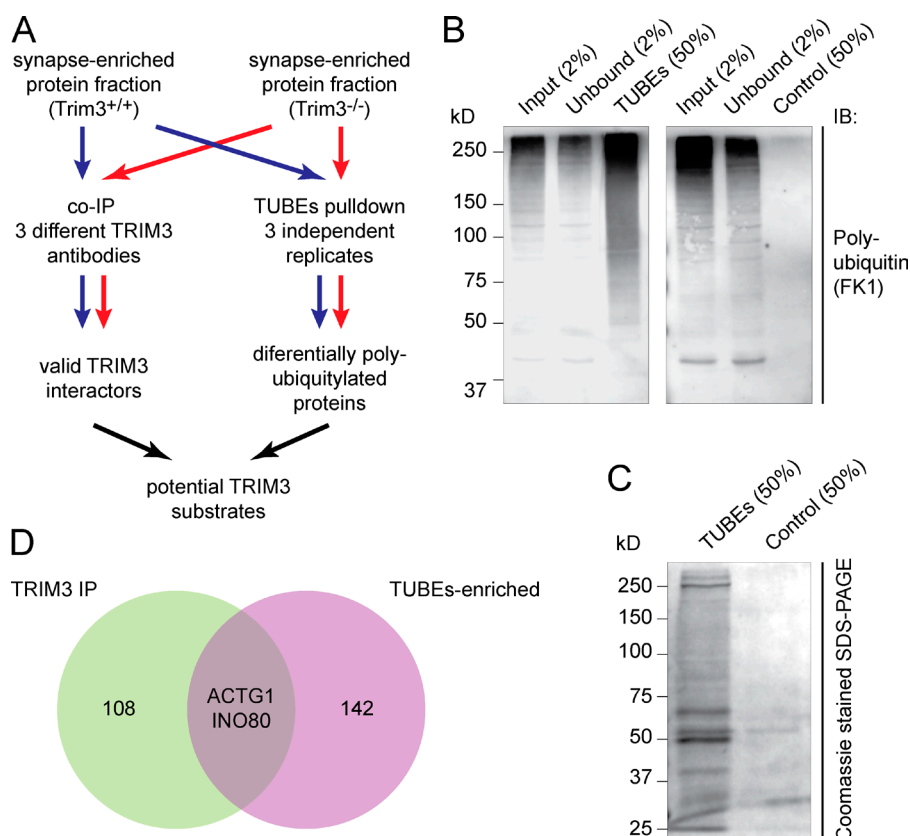 A
synapse-enriched
protein fraction
(Trim3+/+)
synapse-enriched
protein fraction
(Trim3-/-)
co-IP
3 different TRIM3
antibodies
TUBEs pulldown
3 independent
replicates
valid TRIM3
interactors
diferentially poly-
ubiquitylated
proteins
potential TRIM3
substrates
B
Input (2%)
Unbound (2%)
TUBEs (50%)
Input (2%)
Unbound (2%)
Control (50%)
kD
250
150
100
75
50
37
IB:
Poly-
ubiquitin
(FK1)
C
TUBEs (50%)
Control (50%)
kD
250
150
100
75
50
37
25
Coomassie stained SDS-PAGE
D
TRIM3 IP
TUBEs-enriched
108
ACTG1
INO80
142